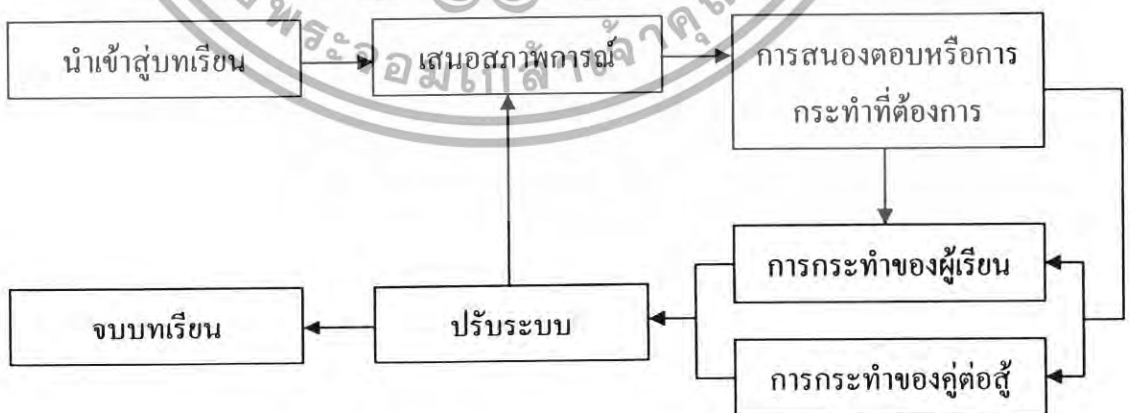 นำเข้าสู่บทเรียน
เสนอสภาพการณ์
การสนองตอบหรือการ
กระทำที่ต้องการ
การกระทำของผู้เรียน
จบบทเรียน
ปรับระบบ
การกระทำของคู่ต่อสู้